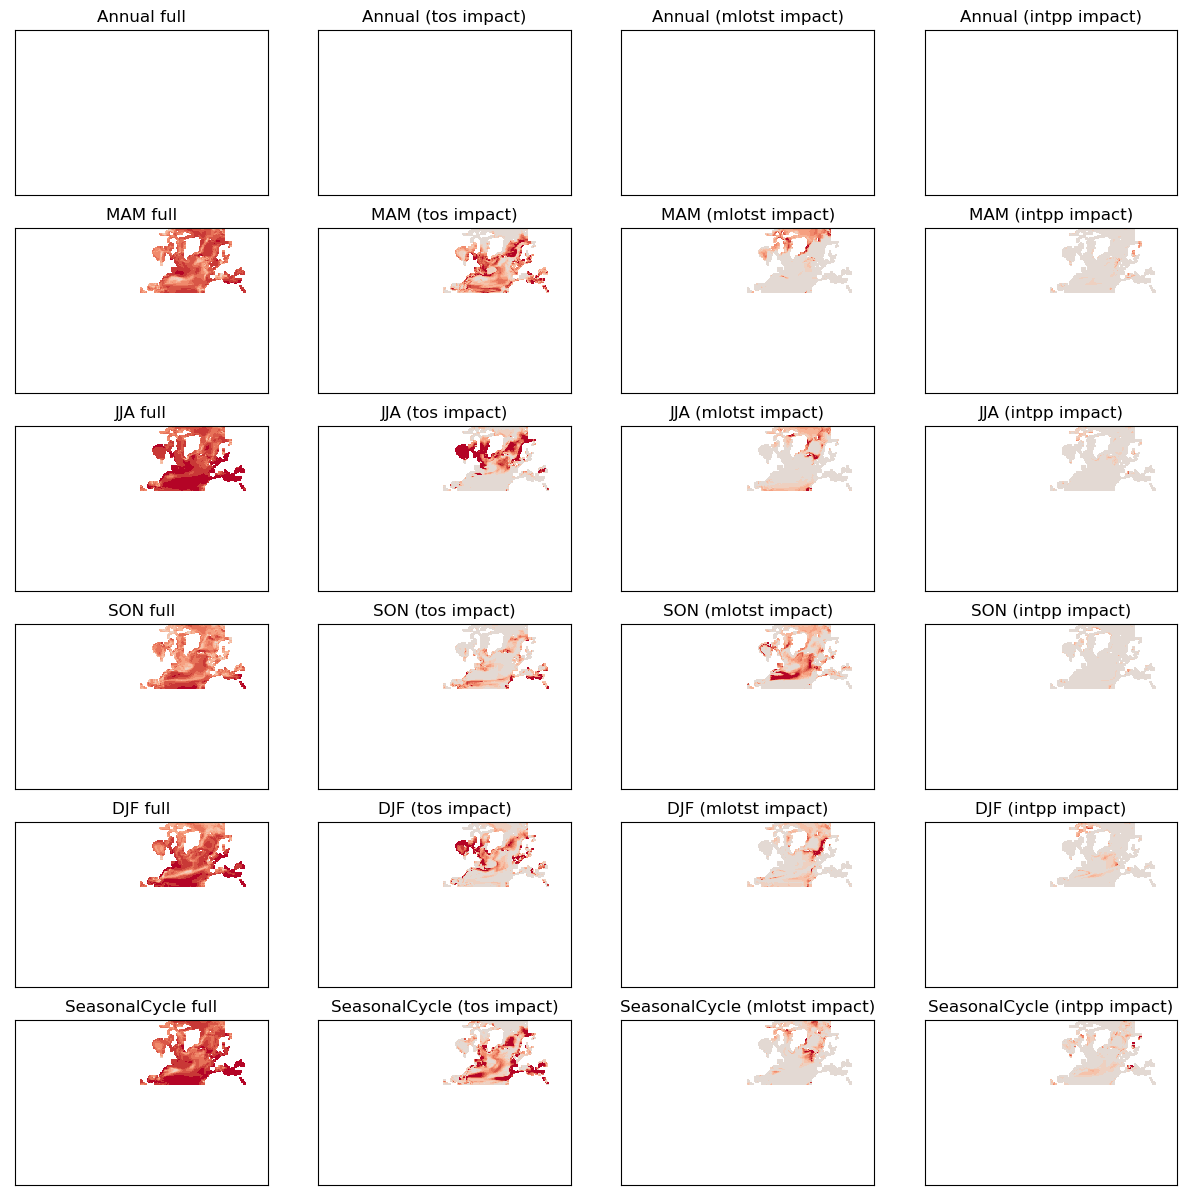 Annual full
Annual (tos impact)
Annual (mlotst impact)
Annual (intpp impact)
MAM full
MAM (tos impact)
MAM (mlotst impact)
MAM (intpp impact)
JJA full
JJA (tos impact)
JJA (mlotst impact)
JJA (intpp impact)
SON full
SON (tos impact)
SON (mlotst impact)
SON (intpp impact)
DJF full
DJF (tos impact)
DJF (mlotst impact)
DJF (intpp impact)
SeasonalCycle full
SeasonalCycle (tos impact)
SeasonalCycle (mlotst impact)
SeasonalCycle (intpp impact)